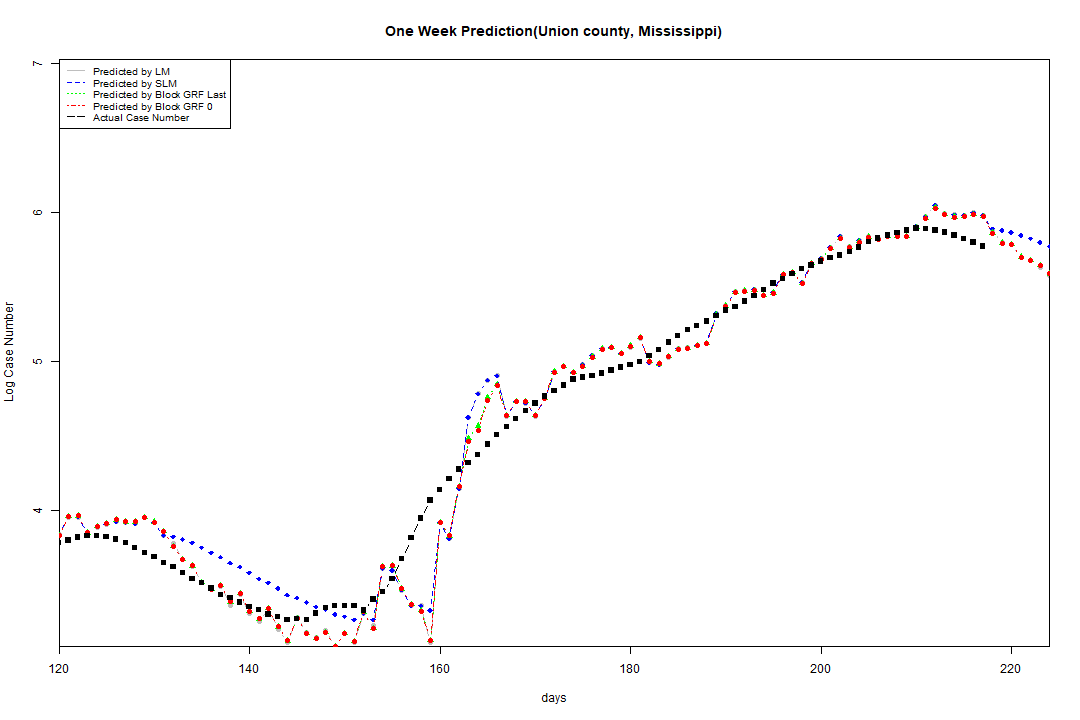 One Week Prediction(Union county, Mississippi)
7
Predicted by LM
Predicted by SLM
Predicted by Block GRF Last
Predicted by Block GRF 0
Actual Case Number
6
5
Log Case Number
4
120 140 160 180 200 220
days